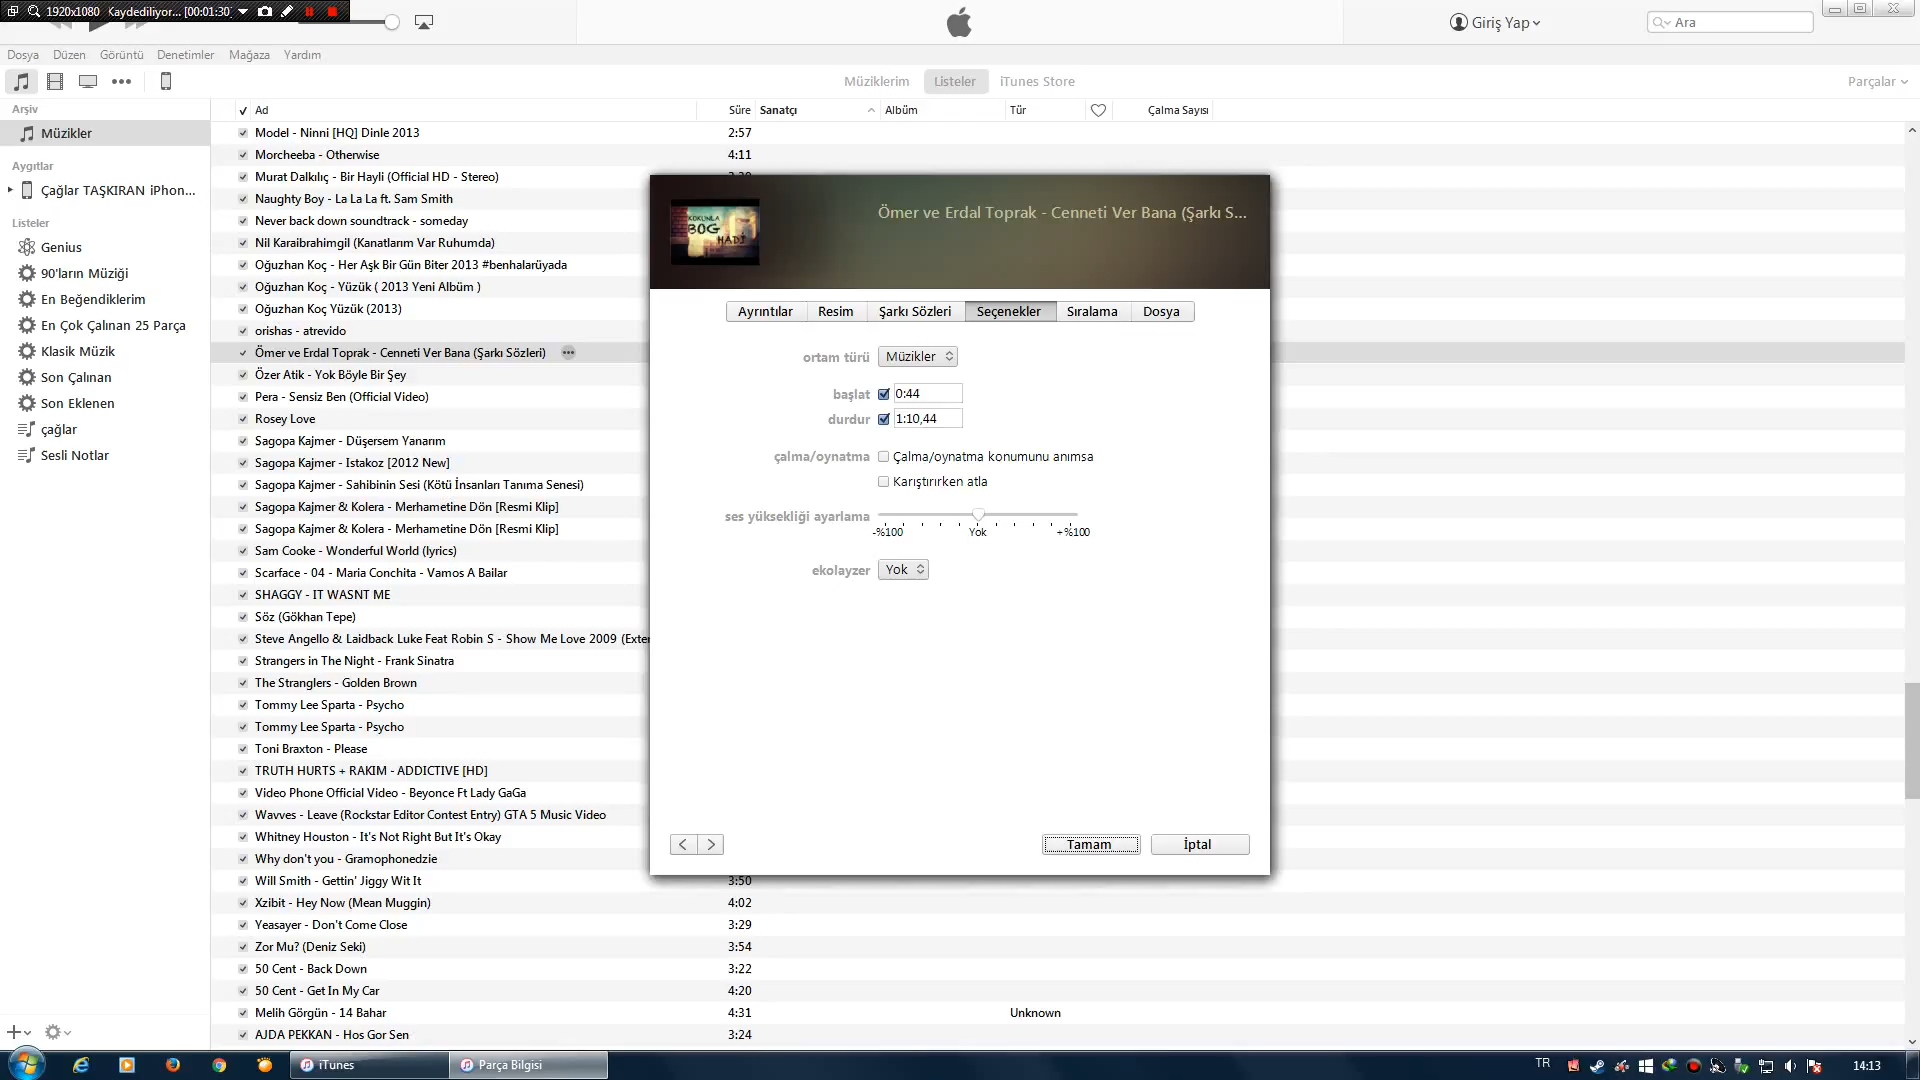 1920x1080 Kaydediliyor... [00:01:30]
Giriş Yap
Ara
Dosya Düzen Görüntü Denetimler Mağaza Yardım
Müziklerim Listeler iTunes Store
Parçalar
Arşiv
Müzikler
Aygıtlar
Çağlar TAŞKIRAN iPhon...
Listeler
Genius
90'ların Müziği
En Beğendiklerim
En Çok Çalınan 25 Parça
Klasik Müzik
Son Çalınan
Son Eklenen
çağlar
Sesli Notlar
Ad Süre Sanatçı Albüm Tür Çalma Sayısı
Model - Ninni [HQ] Dinle 2013 2:57
Morcheeba - Otherwise 4:11
Murat Dalkılıç - Bir Hayli (Official HD - Stereo)
Naughty Boy - La La La ft. Sam Smith
Never back down soundtrack - someday
Nil Karaibrahimgil (Kanatlarım Var Ruhumda)
Oğuzhan Koç - Her Aşk Bir Gün Biter 2013 #benhalarüyada
Oğuzhan Koç - Yüzük ( 2013 Yeni Albüm )
Oğuzhan Koç Yüzük (2013)
orishas - atrevido
Ömer ve Erdal Toprak - Cenneti Ver Bana (Şarkı Sözleri)
Özer Atik - Yok Böyle Bir Şey
Pera - Sensiz Ben (Official Video)
Rosey Love
Sagopa Kajmer - Düşersem Yanarım
Sagopa Kajmer - Istakoz [2012 New]
Sagopa Kajmer - Sahibinin Sesi (Kötü İnsanları Tanıma Senesi)
Sagopa Kajmer & Kolera - Merhametine Dön [Resmi Klip]
Sagopa Kajmer & Kolera - Merhametine Dön [Resmi Klip]
Sam Cooke - Wonderful World (lyrics)
Scarface - 04 - Maria Conchita - Vamos A Bailar
SHAGGY - IT WASNT ME
Söz (Gökhan Tepe)
Steve Angello & Laidback Luke Feat Robin S - Show Me Love 2009 (Exter
Strangers in The Night - Frank Sinatra
The Stranglers - Golden Brown
Tommy Lee Sparta - Psycho
Tommy Lee Sparta - Psycho
Toni Braxton - Please
TRUTH HURTS + RAKIM - ADDICTIVE [HD]
Video Phone Official Video - Beyonce Ft Lady GaGa
Wavves - Leave (Rockstar Editor Contest Entry) GTA 5 Music Video
Whitney Houston - It's Not Right But It's Okay
Why don't you - Gramophonedzie
Will Smith - Gettin' Jiggy Wit It 3:50
Xzibit - Hey Now (Mean Muggin) 4:02
Yeasayer - Don't Come Close 3:29
Zor Mu? (Deniz Seki) 3:54
50 Cent - Back Down 3:22
50 Cent - Get In My Car 4:20
Melih Görgün - 14 Bahar 4:31 Unknown
AJDA PEKKAN - Hos Gor Sen 3:24
KOKUNLA
BOG
HADİ
Ömer ve Erdal Toprak - Cenneti Ver Bana (Şarkı S...
Ayrıntılar Resim Şarkı Sözleri Seçenekler Sıralama Dosya
ortam türü Müzikler
başlat 0:44
durdur 1:10,44
çalma/oynatma Çalma/oynatma konumunu anımsa
Karıştırırken atla
ses yüksekliği ayarlama
-%100 Yok +%100
ekolayzer Yok
Tamam İptal
iTunes Parça Bilgisi
TR 14:13